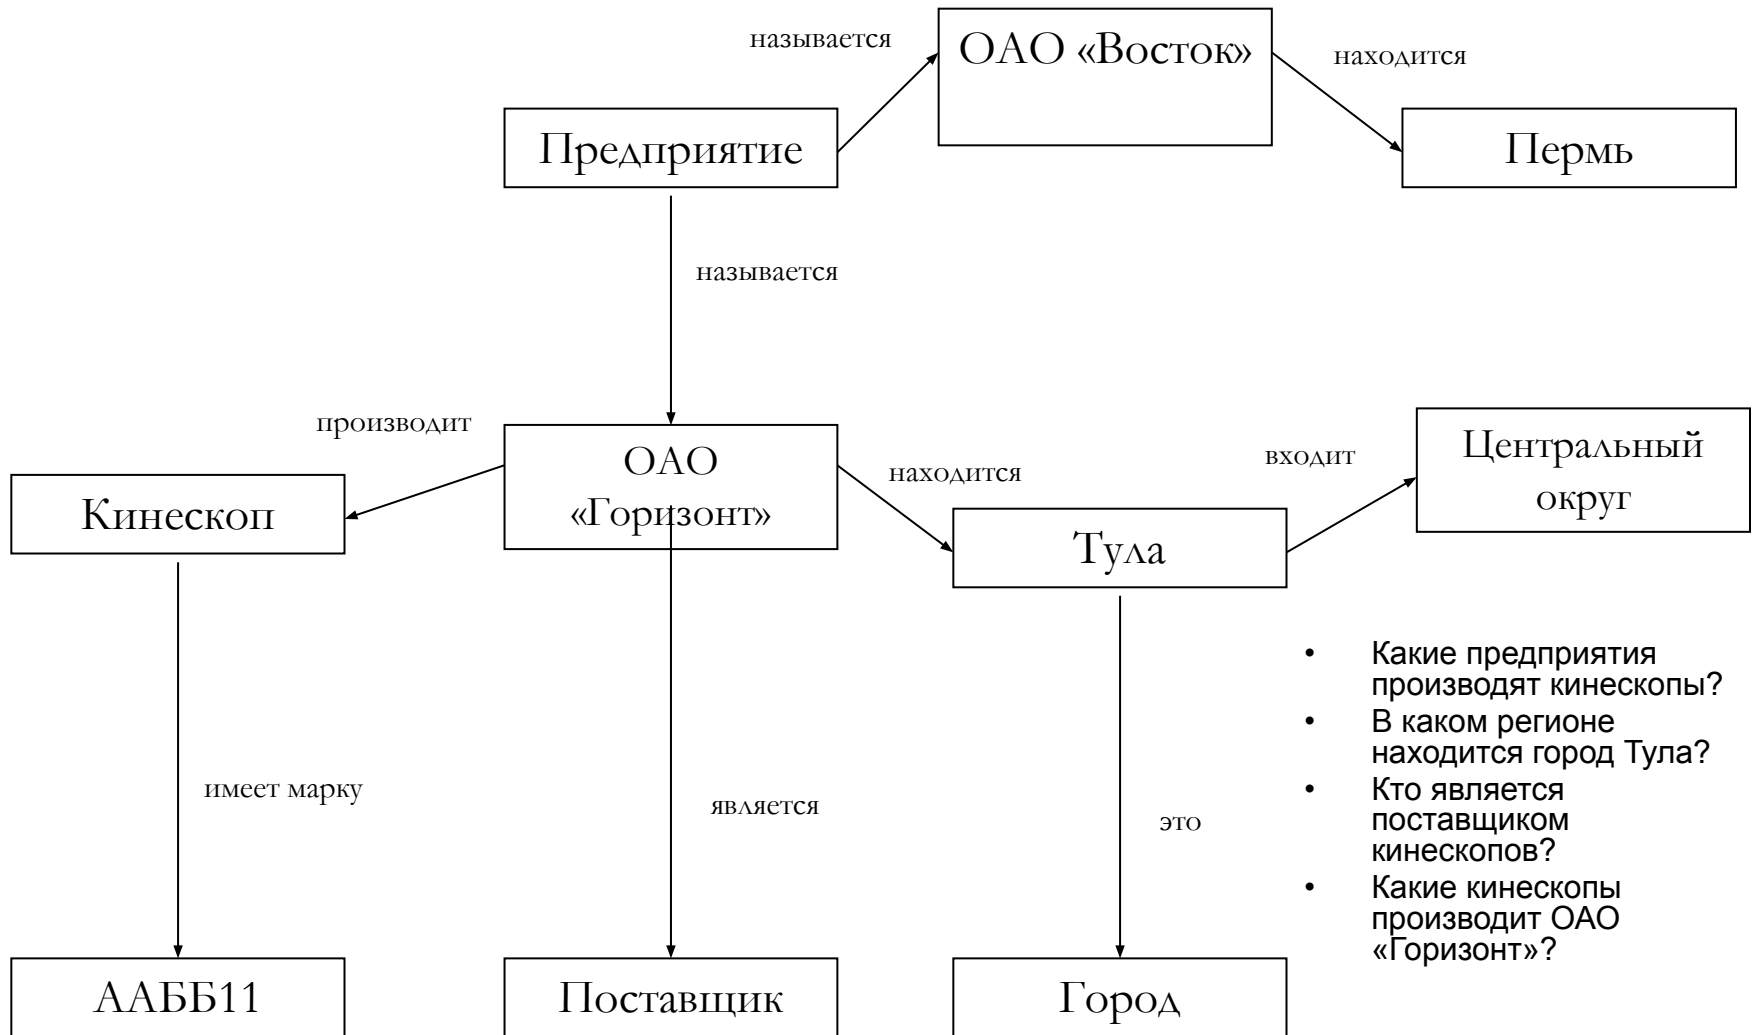 называется
ОАО «Восток»
находится
Предприятие
Пермь
называется
производит
ОАО
«Горизонт»
находится
входит
Центральный
округ
Кинескоп
Тула
имеет марку
является
это
• Какие предприятия
производят кинескопы?
• В каком регионе
находится город Тула?
• Кто является
поставщиком
кинескопов?
• Какие кинескопы
производит ОАО
«Горизонт»?
ААББ11
Поставщик
Город